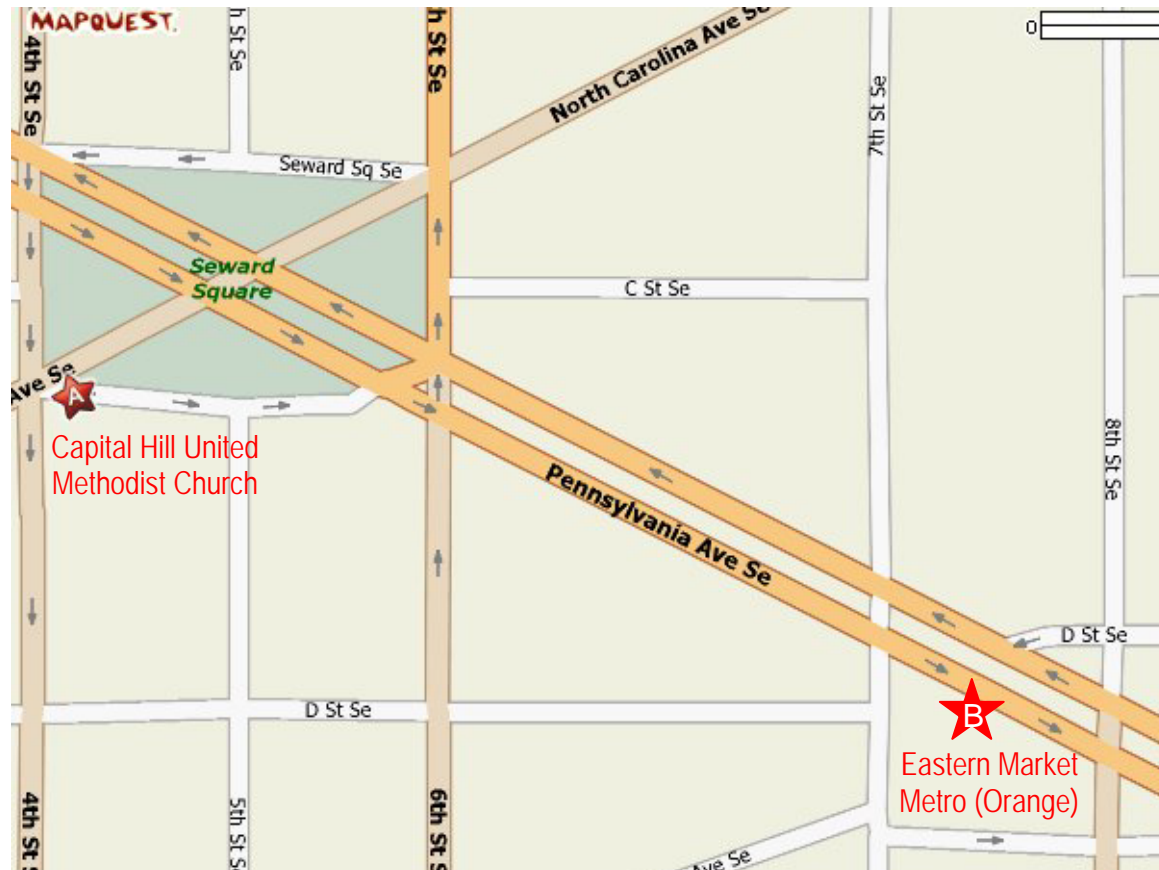 MAPQUEST.
0
4th St Se
h St Se
h St Se
North Carolina Ave Se
7th St Se
Seward Sq Se
Seward
Square
C St Se
Ave Se
A
Capital Hill United
Methodist Church
8th St Se
Pennsylvania Ave Se
D St Se
D St Se
B
Eastern Market
Metro (Orange)
4th St S
5th St S
6th St S
Ave Se